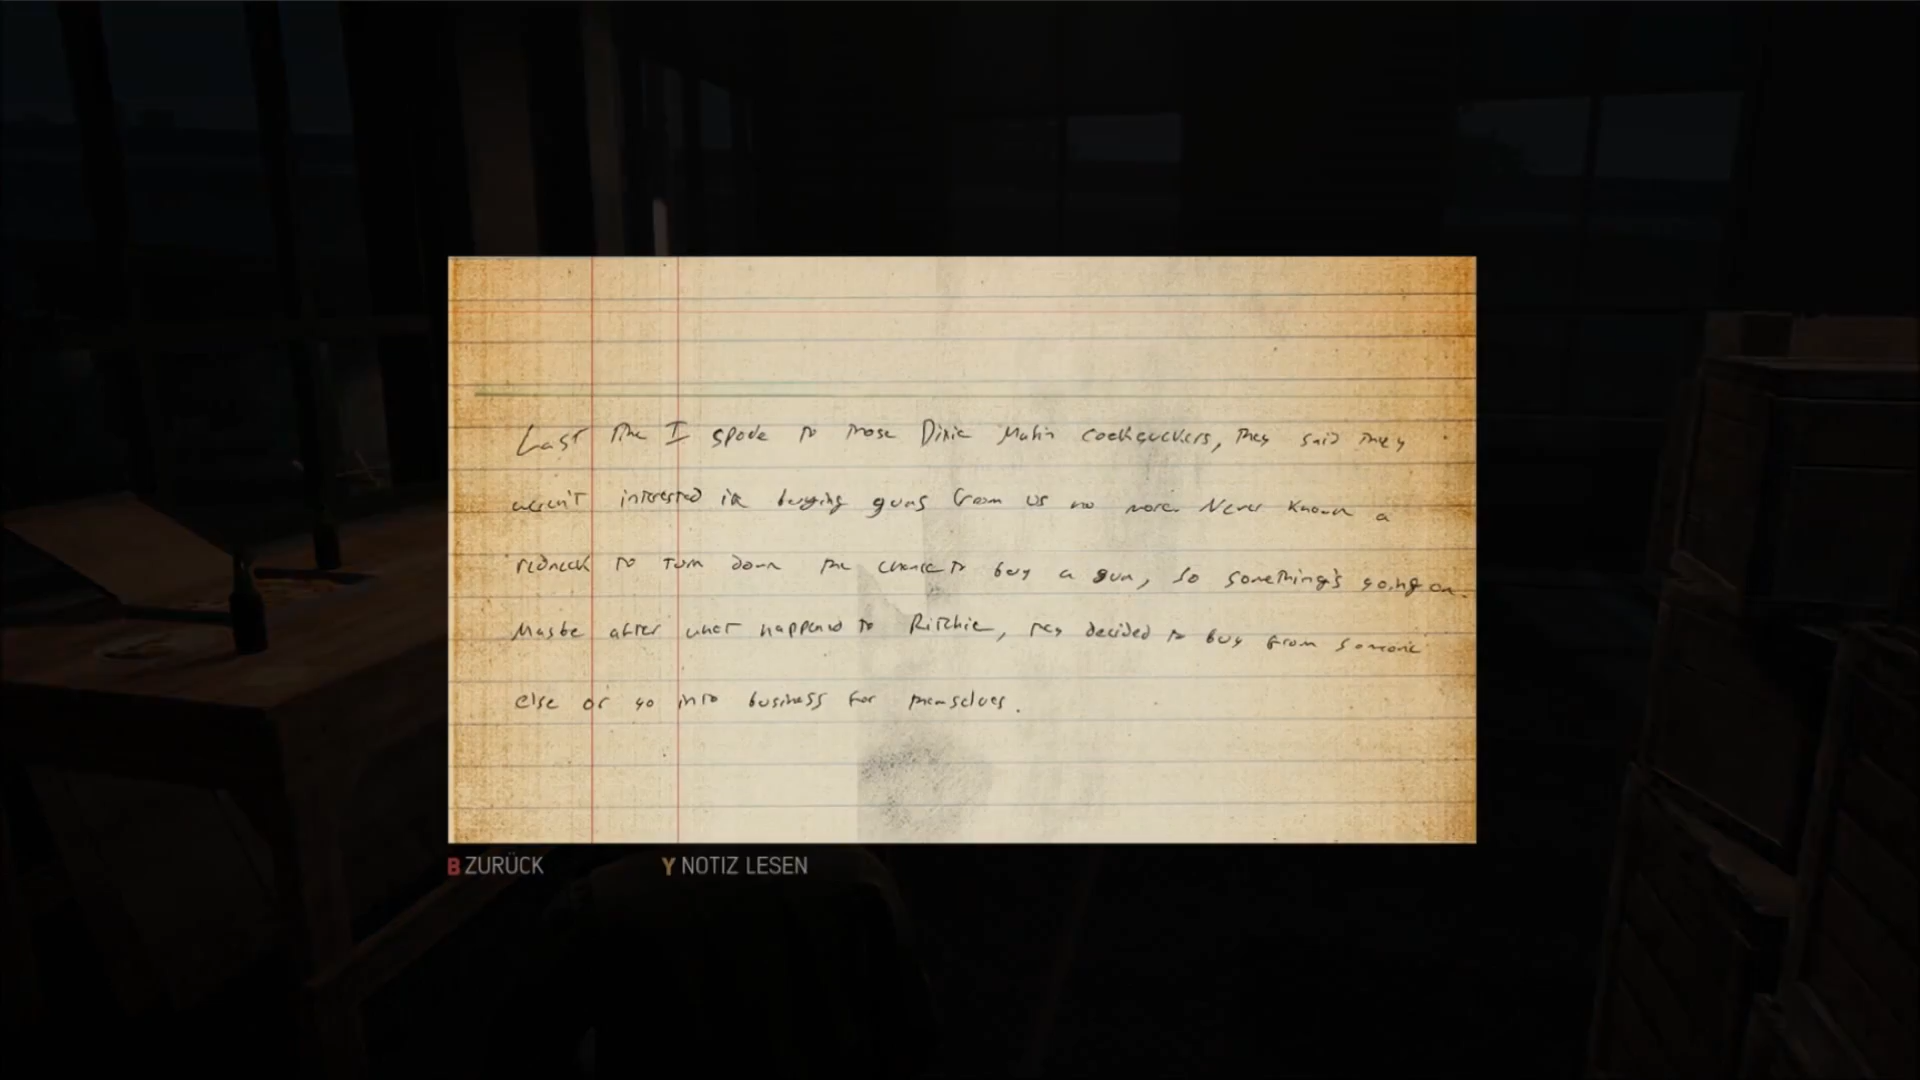 Last time I spoke to those Dixie Mafia cocksuckers, they said they
weren't interested in buying guns from us no more. Never known a
redneck to turn down the chance to buy a gun, so something's going on.
Maybe after what happened to Ritchie, they decided to buy from someone
else or go into business for themselves.
B ZURÜCK
Y NOTIZ LESEN